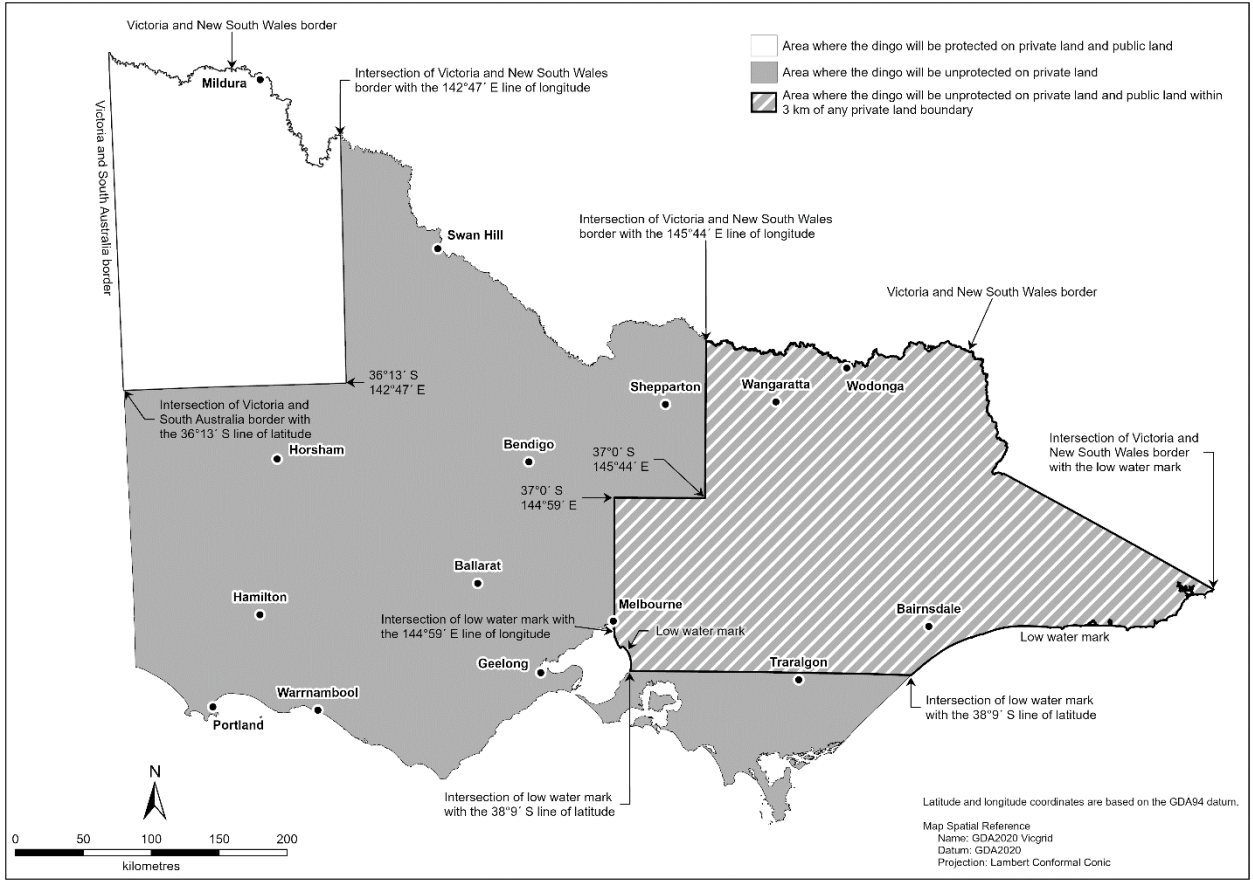 Victoria and New South Wales border
Mildura
Victoria and South Australia border
Intersection of Victoria and New South Wales
border with the 142°47´ E line of longitude
Area where the dingo will be protected on private land and public land
Area where the dingo will be unprotected on private land
Area where the dingo will be unprotected on private land and public land within
3 km of any private land boundary
Swan Hill
Intersection of Victoria and New South Wales
border with the 145°44´ E line of longitude
Victoria and New South Wales border
36°13´ S
142°47´ E
Intersection of Victoria and
South Australia border with
the 36°13´ S line of latitude
Shepparton
Wangaratta
Wodonga
Horsham
Bendigo
37°0´ S
145°44´ E
37°0´ S
144°59´ E
Intersection of Victoria and
New South Wales border
with the low water mark
Ballarat
Hamilton
Melbourne
Intersection of low water mark with
the 144°59´ E line of longitude
Low water mark
Bairnsdale
Low water mark
Geelong
Traralgon
Warrnambool
Portland
Intersection of low water mark
with the 38°9´ S line of latitude
Intersection of low water mark
with the 38°9´ S line of latitude
N
0 50 100 150 200
kilometres
Latitude and longitude coordinates are based on the GDA94 datum.
Map Spatial Reference
Name: GDA2020 Vicgrid
Datum: GDA2020
Projection: Lambert Conformal Conic